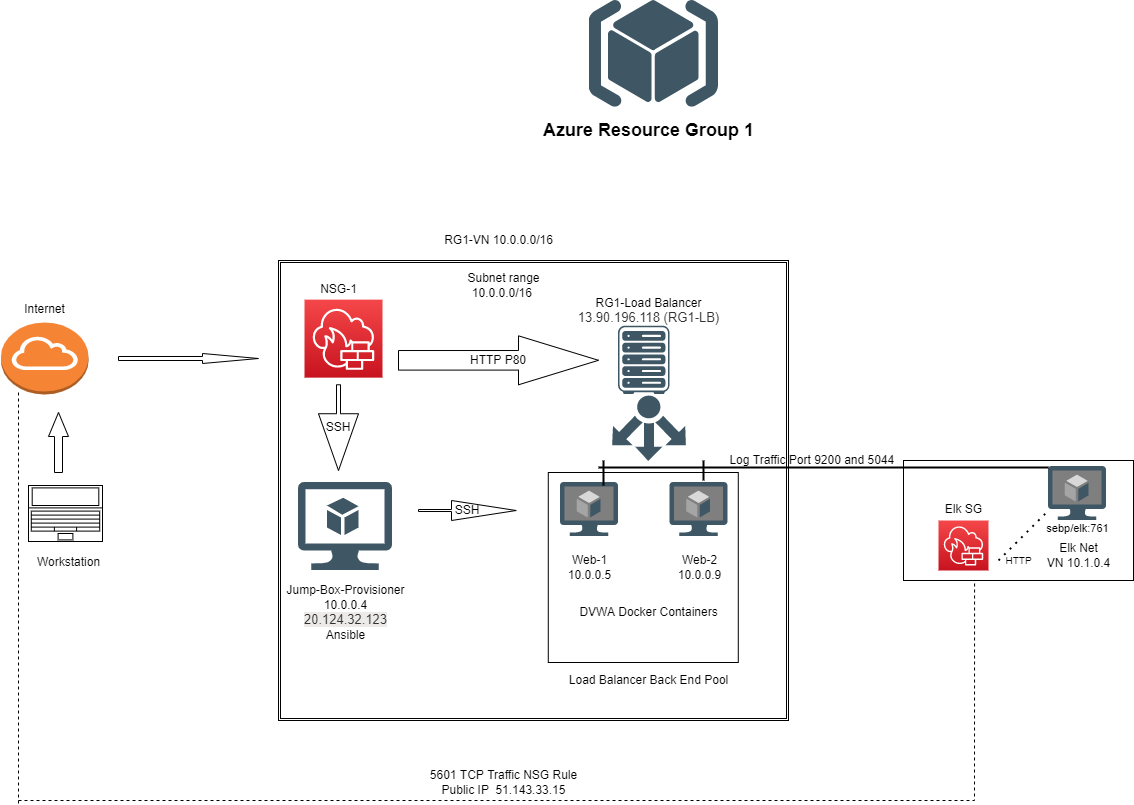 Azure Resource Group 1
RG1-VN 10.0.0.0/16
Subnet range
10.0.0.0/16
NSG-1
Internet
RG1-Load Balancer
13.90.196.118 (RG1-LB)
HTTP P80
SSH
Log Traffic Port 9200 and 5044
SSH
Workstation
Jump-Box-Provisioner
10.0.0.4
20.124.32.123
Ansible
Web-1
10.0.0.5
Web-2
10.0.0.9
DVWA Docker Containers
Load Balancer Back End Pool
Elk SG
HTTP
sebp/elk:761
Elk Net
VN 10.1.0.4
5601 TCP Traffic NSG Rule
Public IP 51.143.33.15